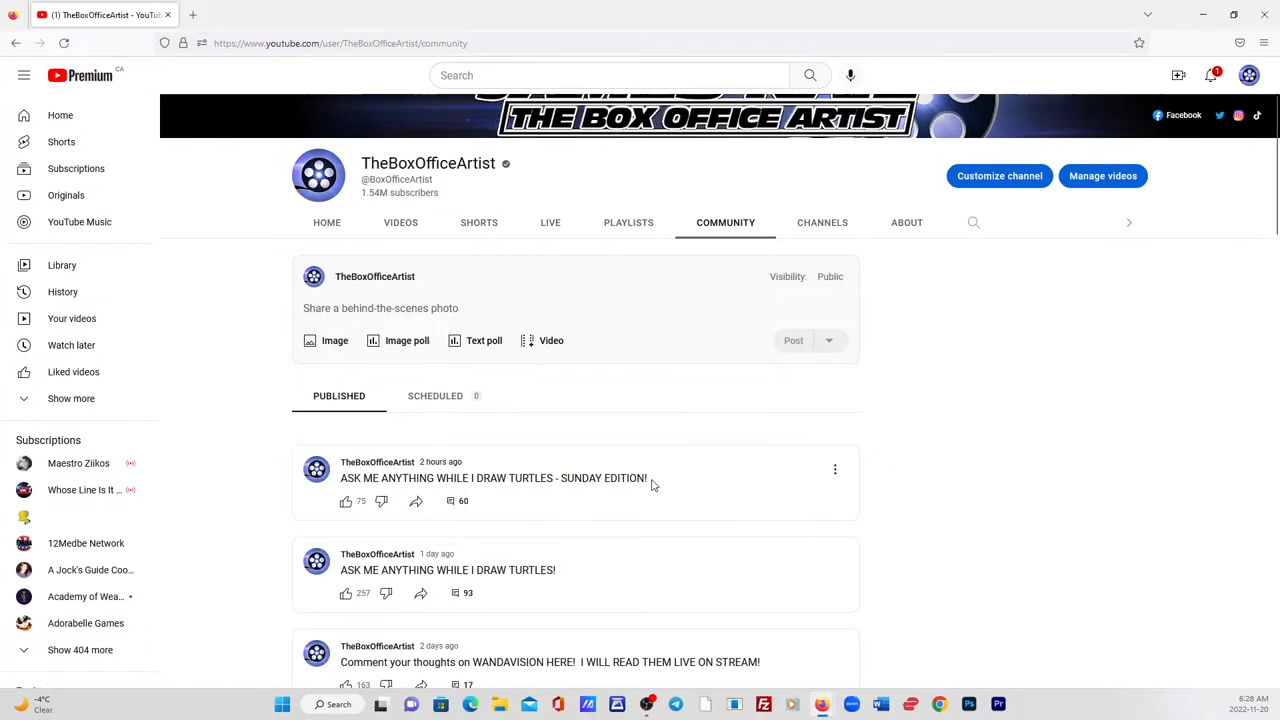 (1) TheBoxOfficeArtist - YouTu
https://www.youtube.com/user/TheBoxOfficeArtist/community
Premium CA
Search
1
THE BOX OFFICE ARTIST
Facebook
Home
Shorts
Subscriptions
Originals
YouTube Music
Library
History
Your videos
Watch later
Liked videos
Show more
Subscriptions
Maestro Ziikos
Whose Line Is It ...
12Medbe Network
A Jock's Guide Coo...
Academy of Wea...
Adorabelle Games
Show 404 more
TheBoxOfficeArtist
@BoxOfficeArtist
1.54M subscribers
Customize channel
Manage videos
HOME VIDEOS SHORTS LIVE PLAYLISTS COMMUNITY CHANNELS ABOUT
TheBoxOfficeArtist
Visibility: Public
Share a behind-the-scenes photo
Image Image poll Text poll Video
Post
PUBLISHED SCHEDULED 0
TheBoxOfficeArtist 2 hours ago
ASK ME ANYTHING WHILE I DRAW TURTLES - SUNDAY EDITION!
75 60
TheBoxOfficeArtist 1 day ago
ASK ME ANYTHING WHILE I DRAW TURTLES!
257 93
TheBoxOfficeArtist 2 days ago
Comment your thoughts on WANDAVISION HERE! I WILL READ THEM LIVE ON STREAM!
163 17
-4°C
Clear
Search
6:28 AM
2022-11-20